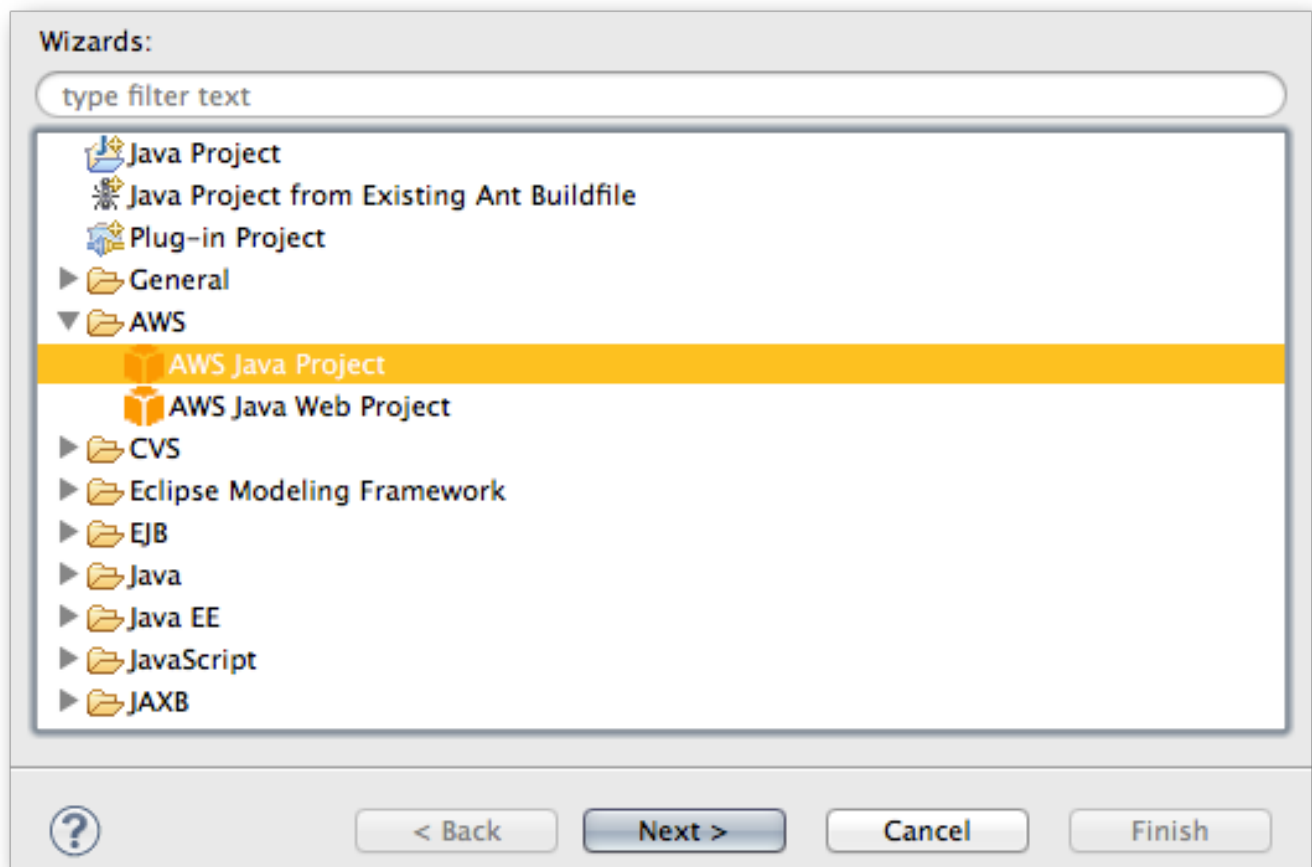 Wizards:
type filter text
Java Project
Java Project from Existing Ant Buildfile
Plug-in Project
General
AWS
AWS Java Project
AWS Java Web Project
CVS
Eclipse Modeling Framework
EJB
Java
Java EE
JavaScript
JAXB
? < Back Next > Cancel Finish